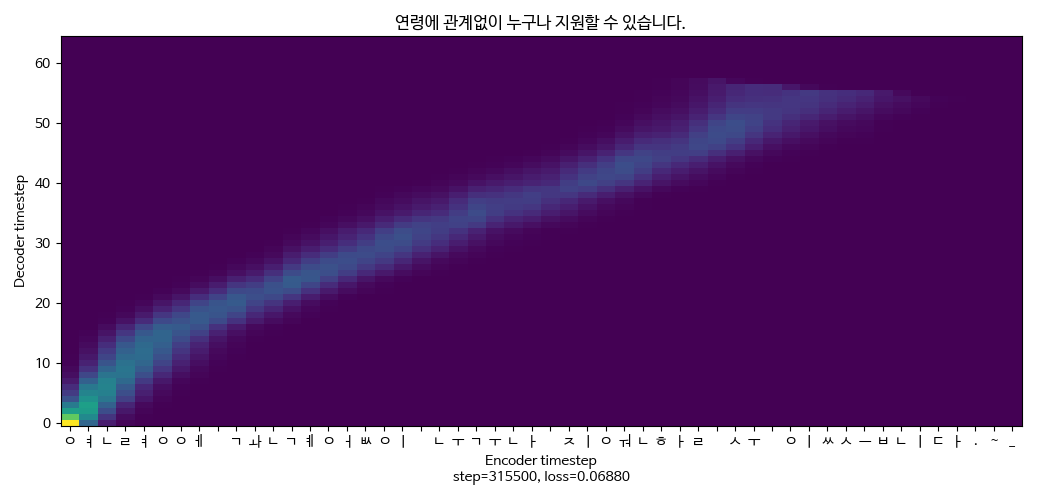 연령에 관계없이 누구나 지원할 수 있습니다.
Decoder timestep
60
50
40
30
20
10
0
ㅇ ㅕ ㄴ ㄹ ㅕ ㅇ ㅇ ㅔ ㄱ ㅘ ㄴ ㄱ ㅖ ㅇ ㅓ ㅄ ㅇ ㅣ ㄴ ㅜ ㄱ ㅜ ㄴ ㅏ ㅈ ㅣ ㅇ ㅝ ㄴ ㅎ ㅏ ㄹ ㅅ ㅜ ㅇ ㅣ ㅆ ㅅ ㅡ ㅂ ㄴ ㅣ ㄷ ㅏ . ~ _
Encoder timestep
step=315500, loss=0.06880